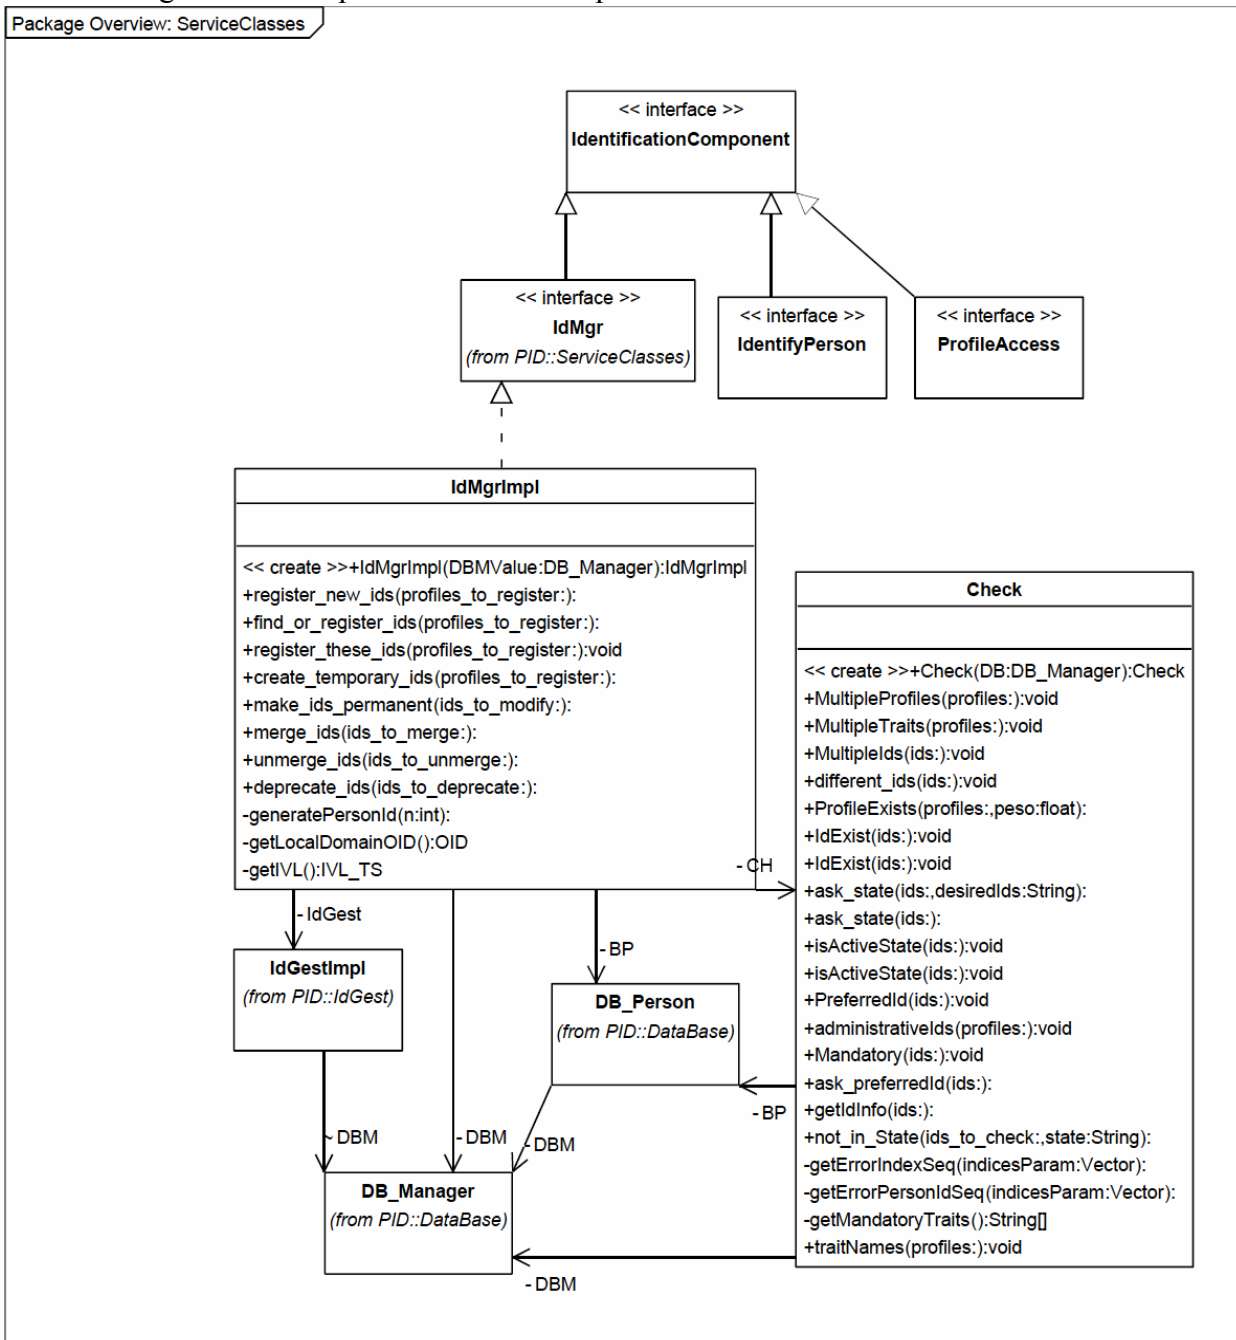 Package Overview: ServiceClasses
<< interface >>
IdentificationComponent
<< interface >>
IdMgr
(from PID::ServiceClasses)
<< interface >>
IdentifyPerson
<< interface >>
ProfileAccess
IdMgrImpl
<< create >>+IdMgrImpl(DBMValue:DB_Manager):IdMgrImpl
+register_new_ids(profiles_to_register:):
+find_or_register_ids(profiles_to_register:):
+register_these_ids(profiles_to_register:):void
+create_temporary_ids(profiles_to_register:):
+make_ids_permanent(ids_to_modify:):
+merge_ids(ids_to_merge:):
+unmerge_ids(ids_to_unmerge:):
+deprecate_ids(ids_to_deprecate:):
-generatePersonId(n:int):
-getLocalDomainOID():OID
-getIVL():IVL_TS
-CH
Check
<< create >>+Check(DB:DB_Manager):Check
+MultipleProfiles(profiles:):void
+MultipleTraits(profiles:):void
+MultipleIds(ids:):void
+different_ids(ids:):void
+ProfileExists(profiles:,peso:float):
+IdExist(ids:):void
+IdExist(ids:):void
+ask_state(ids:,desiredIds:String):
+ask_state(ids:):
+isActiveState(ids:):void
+isActiveState(ids:):void
+PreferredId(ids:):void
+administrativeIds(profiles:):void
+Mandatory(ids:):void
+ask_preferredId(ids:):
+getIdInfo(ids:):
+not_in_State(ids_to_check:,state:String):
-getErrorIndexSeq(indicesParam:Vector):
-getErrorPersonIdSeq(indicesParam:Vector):
-getMandatoryTraits():String[]
+traitNames(profiles:):void
-IdGest
-BP
IdGestImpl
(from PID::IdGest)
DB_Person
(from PID::DataBase)
-BP
~DBM
-DBM
-DBM
DB_Manager
(from PID::DataBase)
-DBM